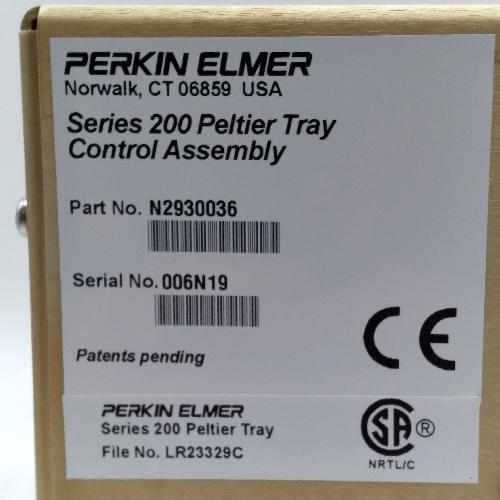 PERKIN ELMER
Norwalk, CT 06859 USA
Series 200 Peltier Tray
Control Assembly
Part No. N2930036
Serial No. 006N19
CE
Patents pending
PERKIN ELMER
Series 200 Peltier Tray
File No. LR23329C
SA ®
NRTL/C